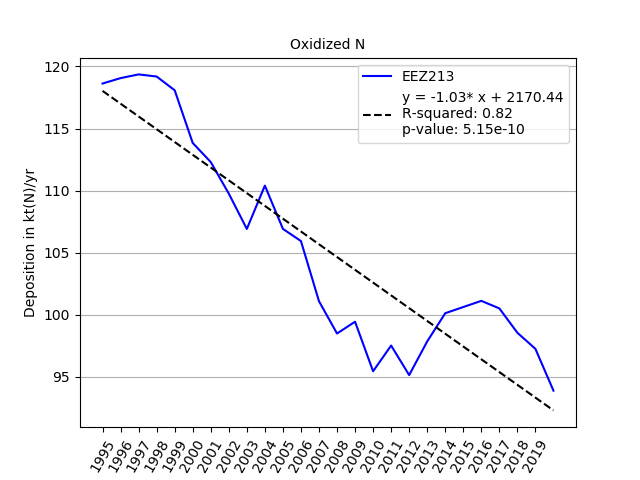 Oxidized N
EEZ213
y = -1.03* x + 2170.44
R-squared: 0.82
p-value: 5.15e-10
Deposition in kt(N)/yr
120
115
110
105
100
95
1995 1996 1997 1998 1999 2000 2001 2002 2003 2004 2005 2006 2007 2008 2009 2010 2011 2012 2013 2014 2015 2016 2017 2018 2019